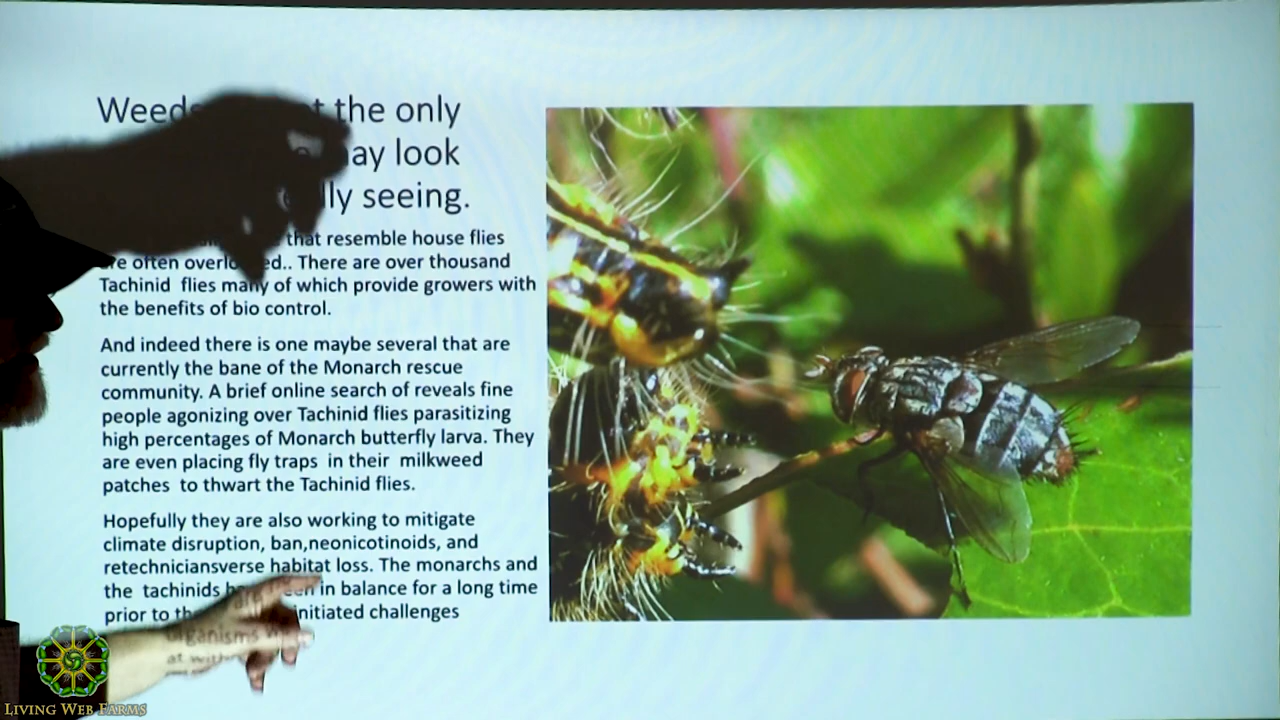 Weeds the only
may look
lly seeing.
that resemble house flies
are often overlooked.. There are over thousand
Tachinid flies many of which provide growers with
the benefits of bio control.
And indeed there is one maybe several that are
currently the bane of the Monarch rescue
community. A brief online search of reveals fine
people agonizing over Tachinid flies parasitizing
high percentages of Monarch butterfly larva. They
are even placing fly traps in their milkweed
patches to thwart the Tachinid flies.
Hopefully they are also working to mitigate
climate disruption, ban,neonicotinoids, and
retechniciansverse habitat loss. The monarchs and
the tachinids in balance for a long time
prior to initiated challenges
organisms
LIVING WEB FARMS